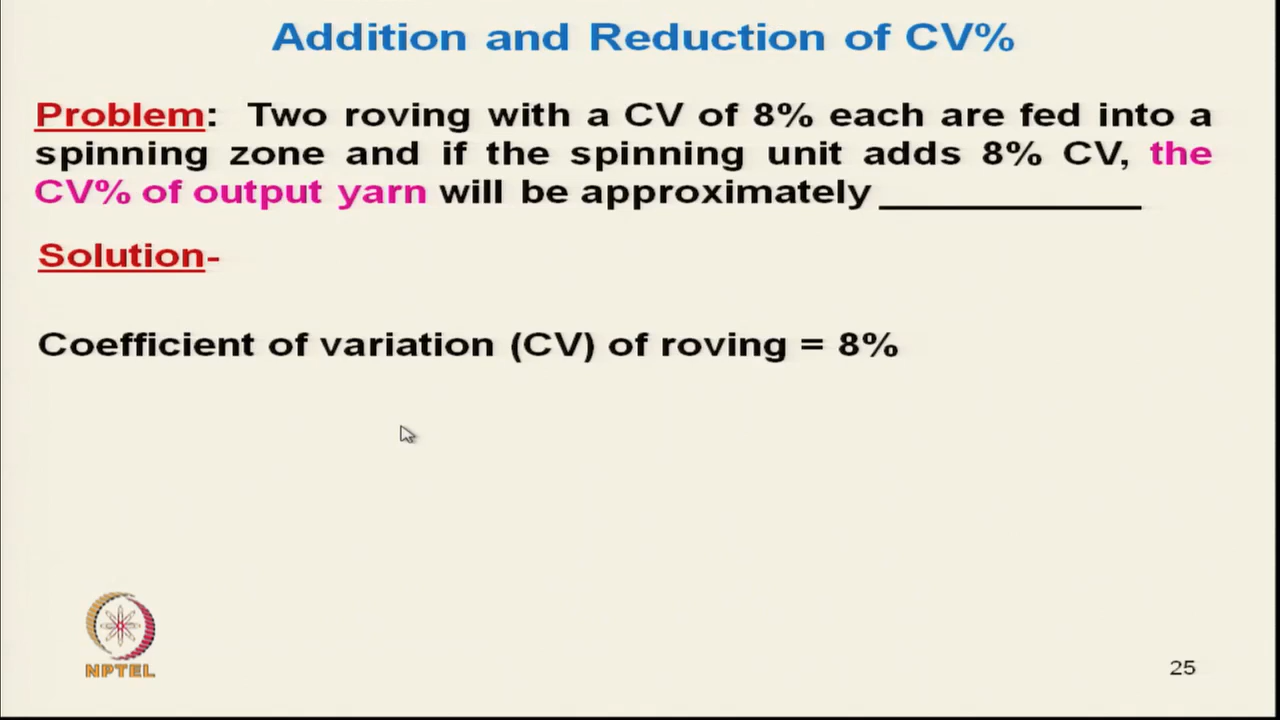 Addition and Reduction of CV%
Problem: Two roving with a CV of 8% each are fed into a
spinning zone and if the spinning unit adds 8% CV, the
CV% of output yarn will be approximately ______________
Solution-
Coefficient of variation (CV) of roving = 8%
NPTEL
25